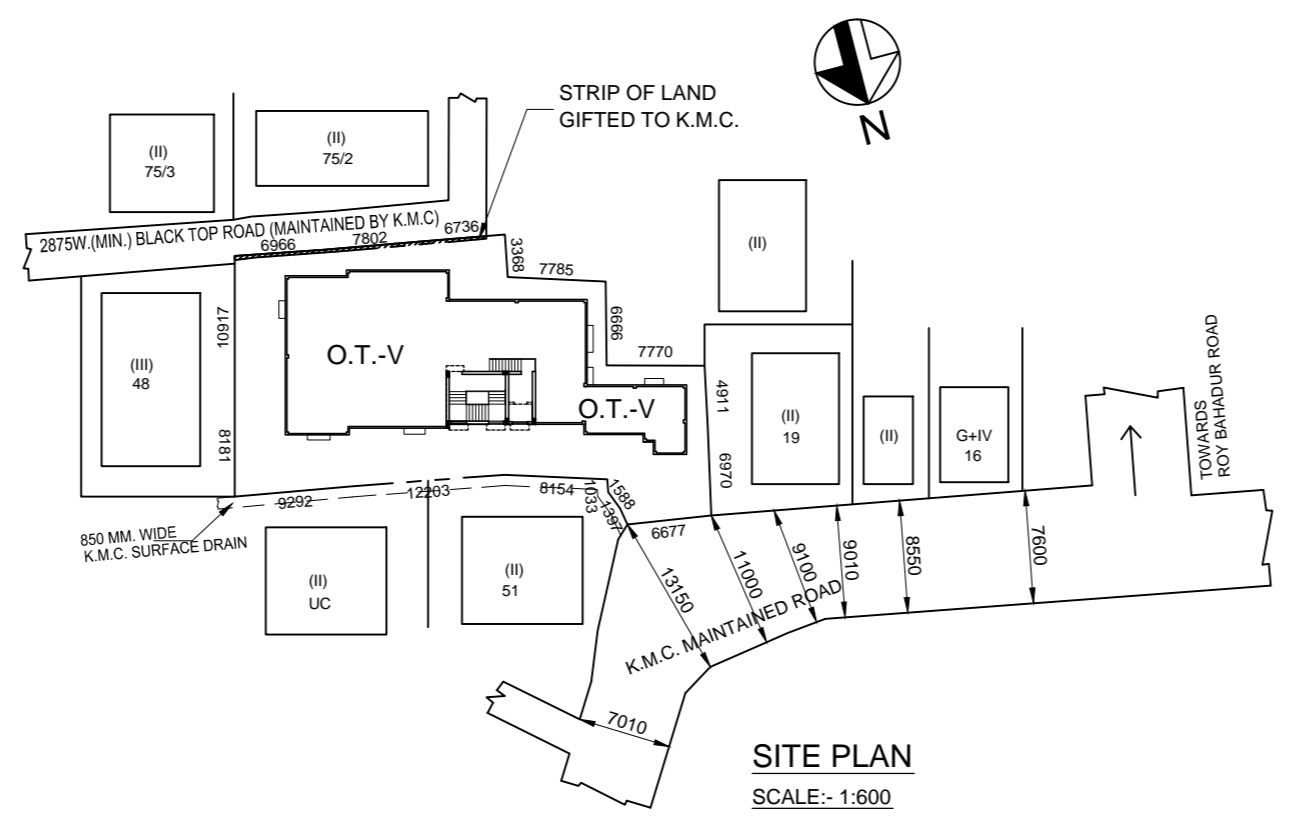 STRIP OF LAND
GIFTED TO K.M.C.
N
(II)
75/3
(II)
75/2
2875W.(MIN.) BLACK TOP ROAD (MAINTAINED BY K.M.C)
6966
7802
6736
3368
7785
6666
7770
(II)
(III)
48
10917
8181
O.T.-V
O.T.-V
4911
6970
(II)
19
(II)
G+IV
16
TOWARDS
ROY BAHADUR ROAD
9292
12203
8154
1033
1397
1588
6677
850 MM. WIDE
K.M.C. SURFACE DRAIN
(II)
UC
(II)
51
13150
11000
9100
9010
8550
7600
K.M.C. MAINTAINED ROAD
7010
SITE PLAN
SCALE:- 1:600